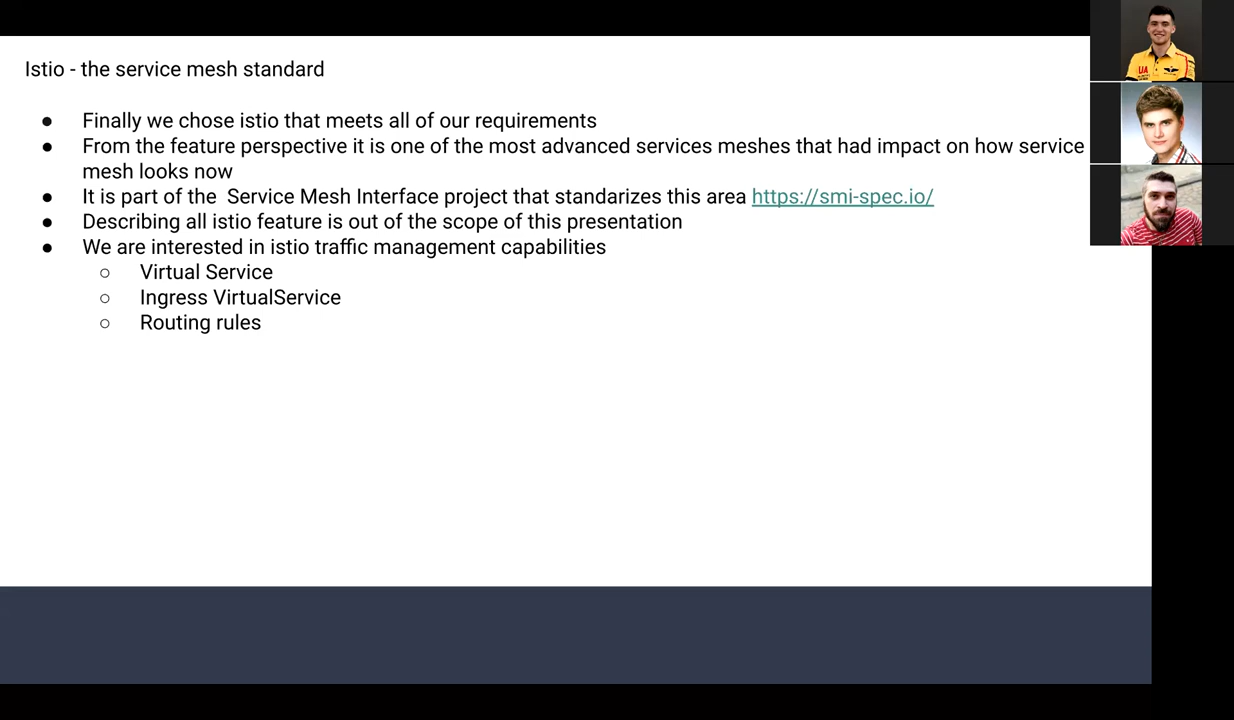 Istio - the service mesh standard
● Finally we chose istio that meets all of our requirements
● From the feature perspective it is one of the most advanced services meshes that had impact on how service
mesh looks now
● It is part of the  Service Mesh Interface project that standarizes this area https://smi-spec.io/
● Describing all istio feature is out of the scope of this presentation
● We are interested in istio traffic management capabilities
○ Virtual Service
○ Ingress VirtualService
○ Routing rules
UA